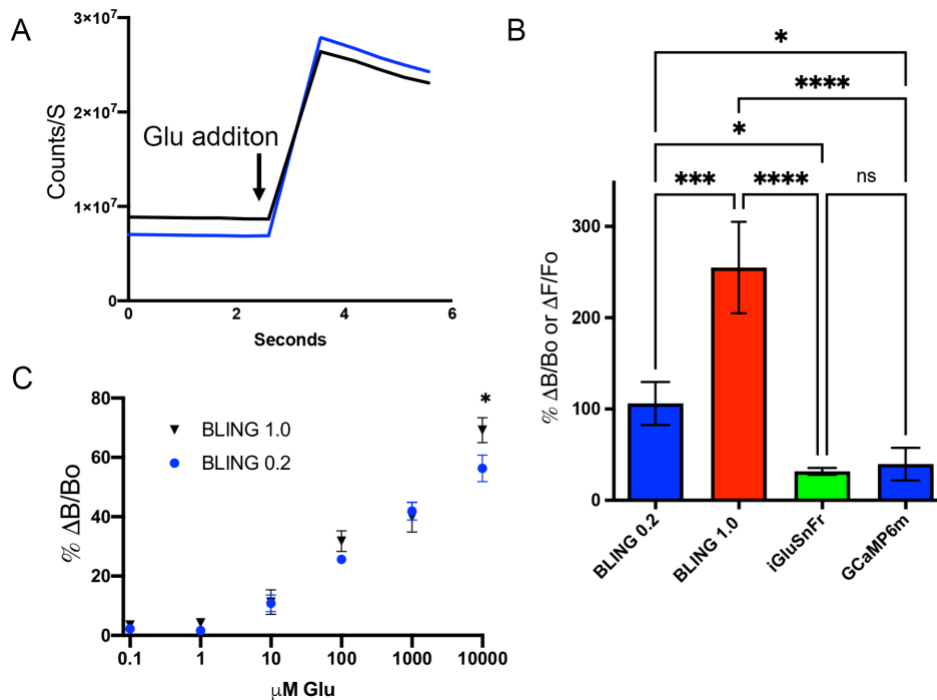 A
3×10⁷
2×10⁷
1×10⁷
0
Counts/S
Glu additon
0 2 4 6
Seconds
B
*
****
*
*** **** ns
300
200
100
0
% ΔB/Bo or ΔF/Fo
BLING 0.2
BLING 1.0
iGluSnFr
GCaMP6m
C
80
60
40
20
0
% ΔB/Bo
BLING 1.0
BLING 0.2
*
0.1 1 10 100 1000 10000
μM Glu